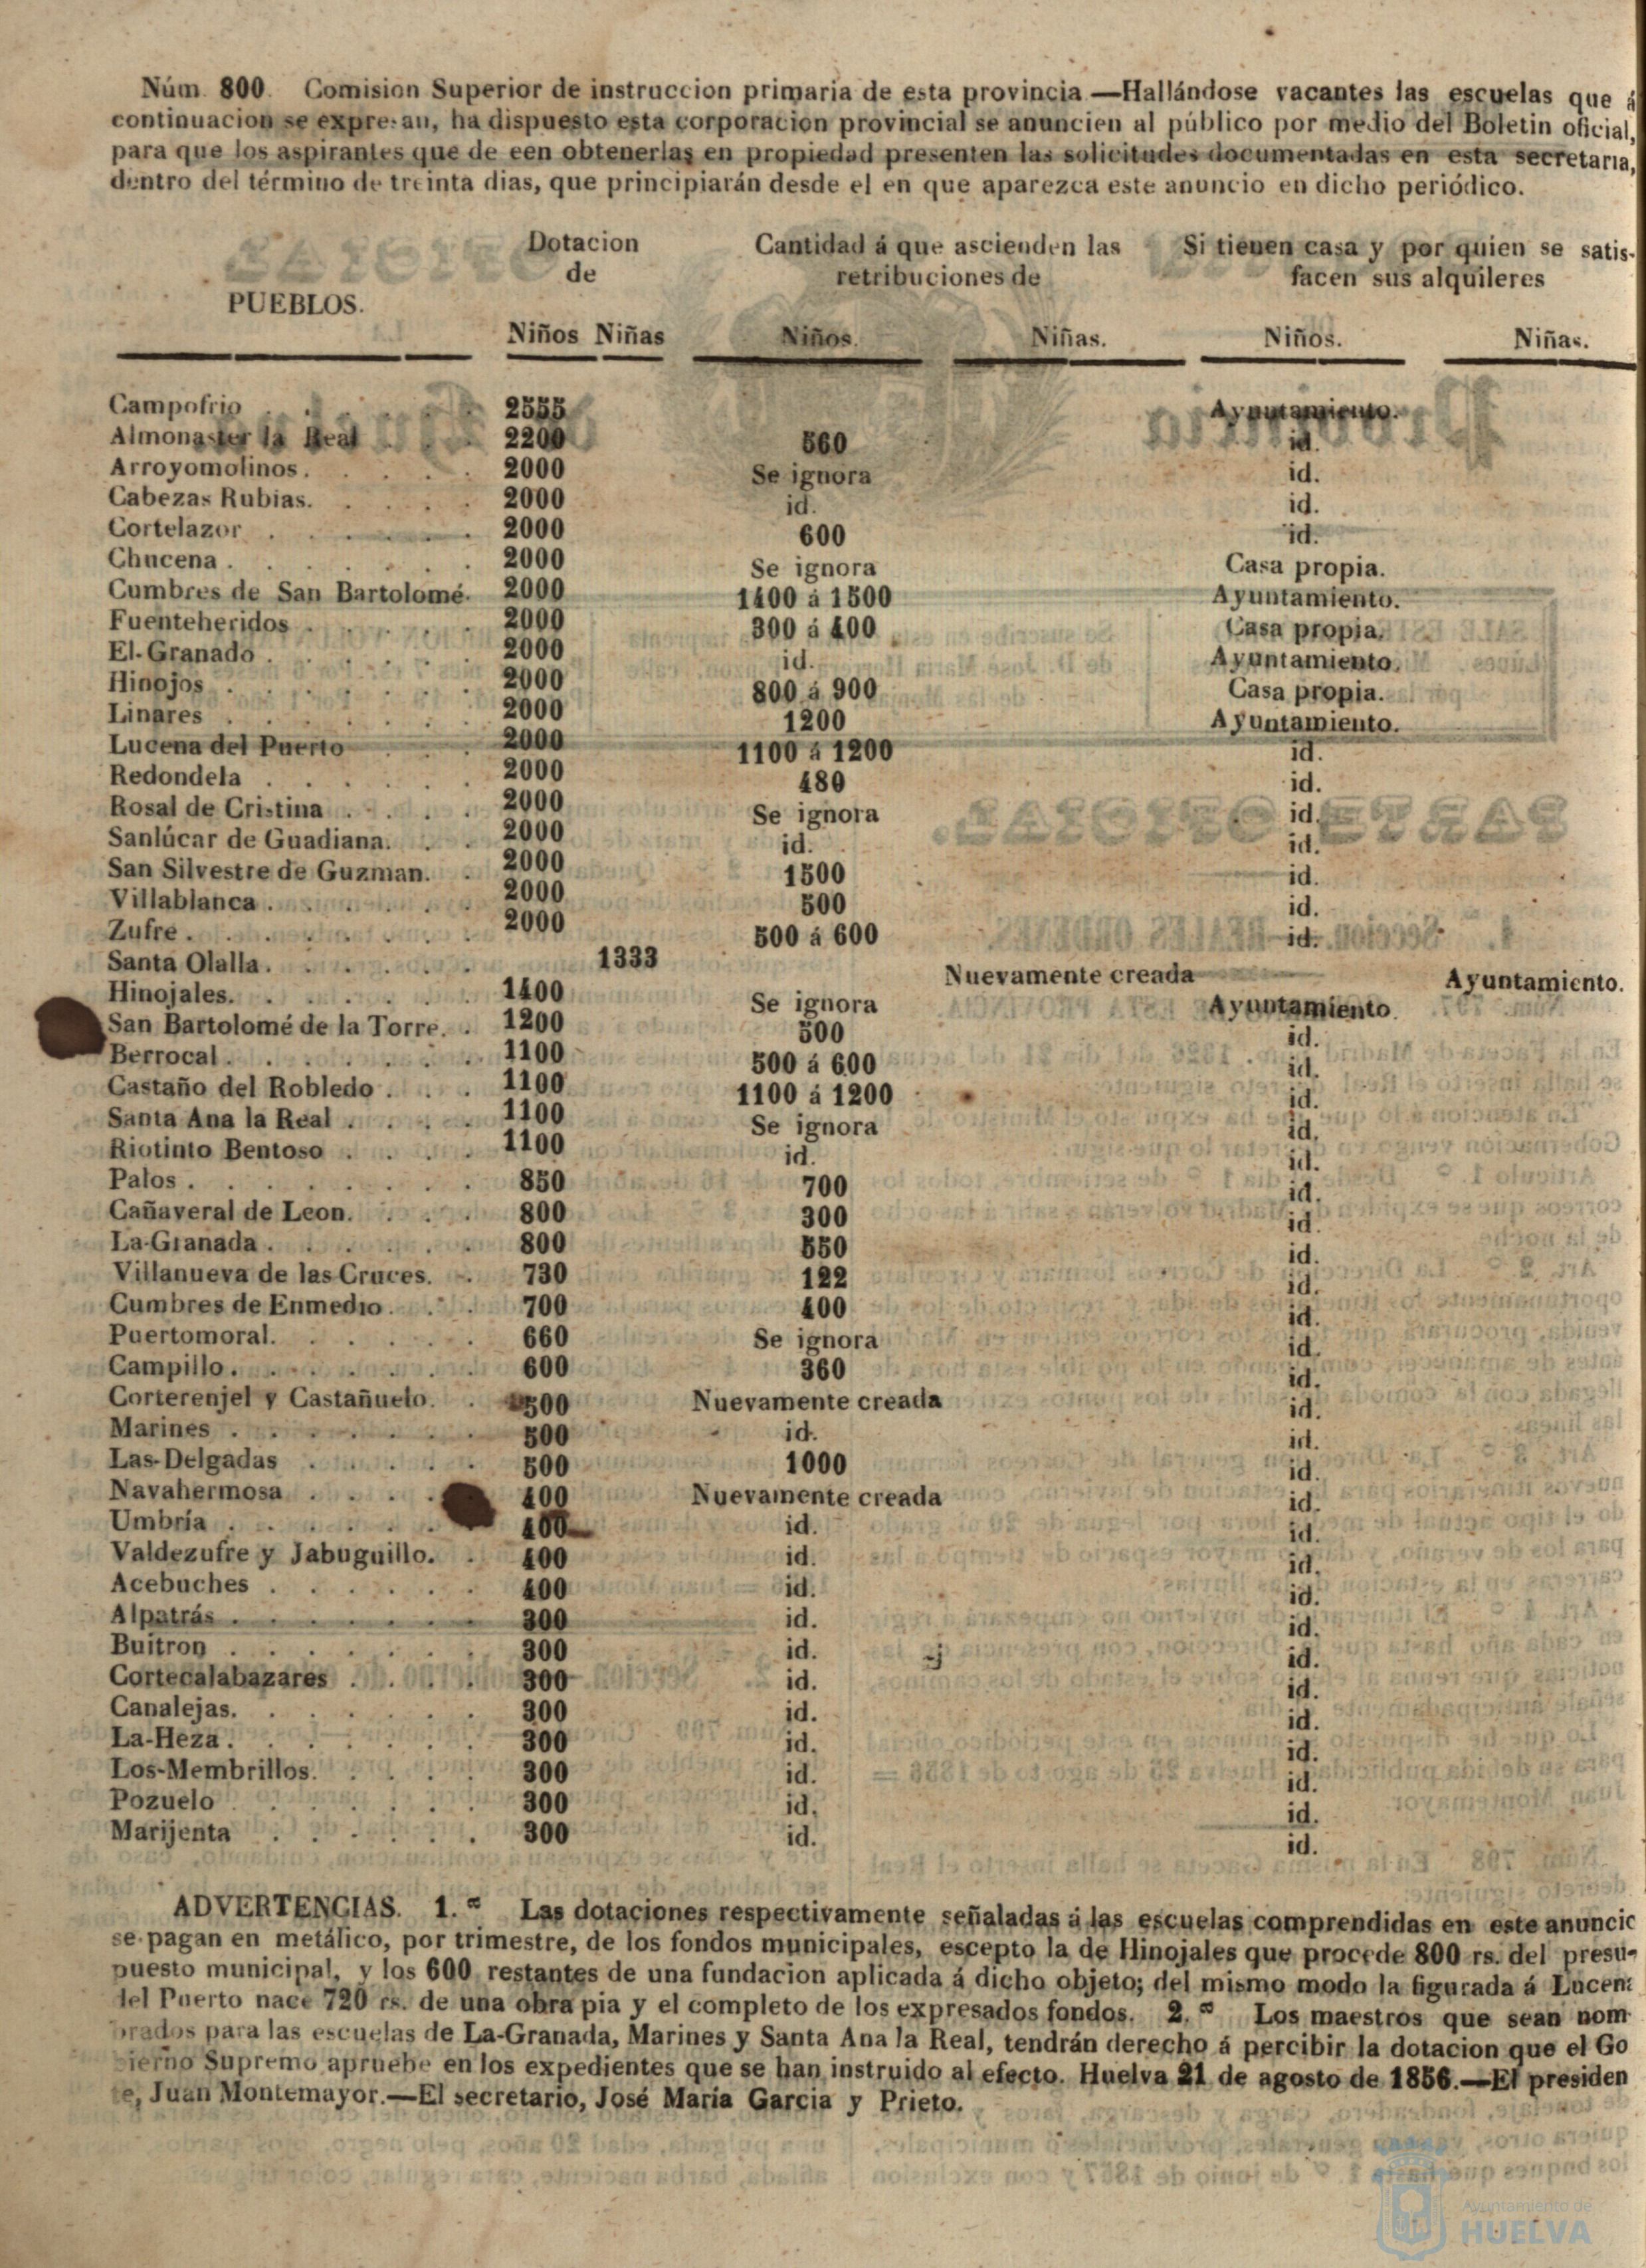 Núm. 800. Comision Superior de instruccion primaria de esta provincia.—Hallándose vacantes las escuelas que á
continuacion se expresan, ha dispuesto esta corporacion provincial se anuncien al público por medio del Boletin oficial,
para que los aspirantes que de een obtenerlas en propiedad presenten las solicitudes documentadas en esta secretaria,
dentro del término de treinta dias, que principiarán desde el en que aparezca este anuncio en dicho periódico.
Dotacion Cantidad á que ascienden las Si tienen casa y por quien se satis-
de retribuciones de facen sus alquileres
PUEBLOS.
Niños Niñas Niños. Niñas. Niños. Niñas.
Campofrio 2555 Ayuntamiento.
Almonaster la Real 2200 560 id.
Arroyomolinos. 2000 Se ignora id.
Cabezas Rubias. 2000 id. id.
Cortelazor 2000 600 id.
Chucena. 2000 Se ignora Casa propia.
Cumbres de San Bartolomé. 2000 1400 á 1500 Ayuntamiento.
Fuenteheridos. 2000 300 á 400 Casa propia.
El-Granado. 2000 id. Ayuntamiento.
Hinojos 2000 800 á 900 Casa propia.
Linares 2000 1200 Ayuntamiento.
Lucena del Puerto 2000 1100 á 1200 id.
Redondela 2000 480 id.
Rosal de Cristina 2000 Se ignora id.
Sanlúcar de Guadiana. 2000 id. id.
San Silvestre de Guzman. 2000 1500 id.
Villablanca. 2000 500 id.
Zufre. 2000 500 á 600 id.
Santa Olalla. 1333 Nuevamente creada Ayuntamiento.
Hinojales. 1400 Se ignora Ayuntamiento.
San Bartolomé de la Torre. 1200 500 id.
Berrocal. 1100 500 á 600 id.
Castaño del Robledo. 1100 1100 á 1200 id.
Santa Ana la Real. 1100 Se ignora id.
Riotinto Bentoso 1100 id. id.
Palos. 850 700 id.
Cañaveral de Leon. 800 300 id.
La-Granada. 800 550 id.
Villanueva de las Cruces. 730 122 id.
Cumbres de Enmedio. 700 400 id.
Puertomoral. 660 Se ignora id.
Campillo. 600 360 id.
Corterenjel y Castañuelo. 500 Nuevamente creada id.
Marines 500 id. id.
Las-Delgadas 500 1000 id.
Navahermosa 400 Nuevamente creada id.
Umbría 400 id. id.
Valdezufre y Jabuguillo. 400 id. id.
Acebuches 400 id. id.
Alpatrás 300 id. id.
Buitron 300 id. id.
Cortecalabazares 300 id. id.
Canalejas. 300 id. id.
La-Heza. 300 id. id.
Los-Membrillos. 300 id. id.
Pozuelo 300 id. id.
Marijenta 300 id. id.
ADVERTENCIAS. 1.ª Las dotaciones respectivamente señaladas á las escuelas comprendidas en este anuncio
se pagan en metálico, por trimestre, de los fondos municipales, escepto la de Hinojales que procede 800 rs. del presu-
puesto municipal, y los 600 restantes de una fundacion aplicada á dicho objeto; del mismo modo la figurada á Lucena
del Puerto nace 720 rs. de una obra pia y el completo de los expresados fondos. 2.ª Los maestros que sean nom
brados para las escuelas de La-Granada, Marines y Santa Ana la Real, tendrán derecho á percibir la dotacion que el Go
bierno Supremo apruebe en los expedientes que se han instruido al efecto. Huelva 21 de agosto de 1856.—El presiden
te, Juan Montemayor.—El secretario, José María Garcia y Prieto.
Ayuntamiento de
HUELVA